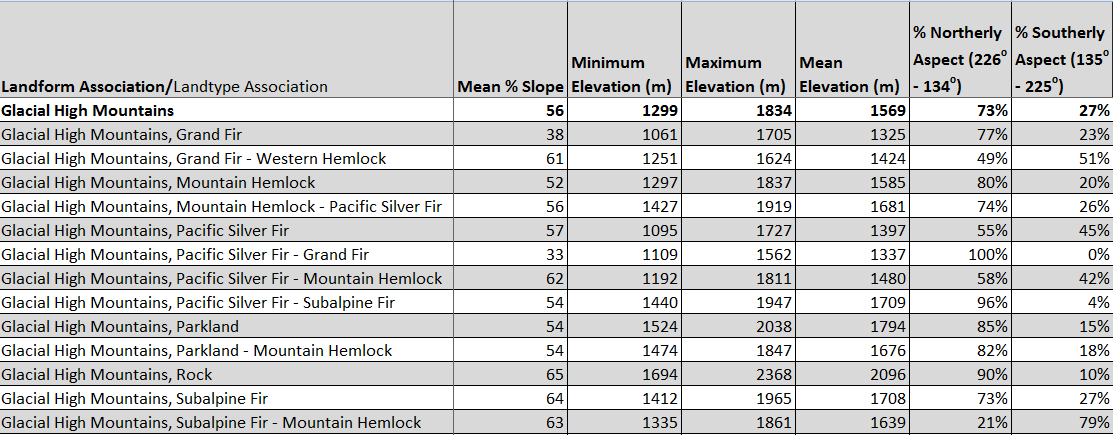 Landform Association/Landtype Association Mean % Slope Minimum Elevation (m) Maximum Elevation (m) Mean Elevation (m) % Northerly Aspect (226° - 134°) % Southerly Aspect (135° - 225°)
Glacial High Mountains 56 1299 1834 1569 73% 27%
Glacial High Mountains, Grand Fir 38 1061 1705 1325 77% 23%
Glacial High Mountains, Grand Fir - Western Hemlock 61 1251 1624 1424 49% 51%
Glacial High Mountains, Mountain Hemlock 52 1297 1837 1585 80% 20%
Glacial High Mountains, Mountain Hemlock - Pacific Silver Fir 56 1427 1919 1681 74% 26%
Glacial High Mountains, Pacific Silver Fir 57 1095 1727 1397 55% 45%
Glacial High Mountains, Pacific Silver Fir - Grand Fir 33 1109 1562 1337 100% 0%
Glacial High Mountains, Pacific Silver Fir - Mountain Hemlock 62 1192 1811 1480 58% 42%
Glacial High Mountains, Pacific Silver Fir - Subalpine Fir 54 1440 1947 1709 96% 4%
Glacial High Mountains, Parkland 54 1524 2038 1794 85% 15%
Glacial High Mountains, Parkland - Mountain Hemlock 54 1474 1847 1676 82% 18%
Glacial High Mountains, Rock 65 1694 2368 2096 90% 10%
Glacial High Mountains, Subalpine Fir 64 1412 1965 1708 73% 27%
Glacial High Mountains, Subalpine Fir - Mountain Hemlock 63 1335 1861 1639 21% 79%